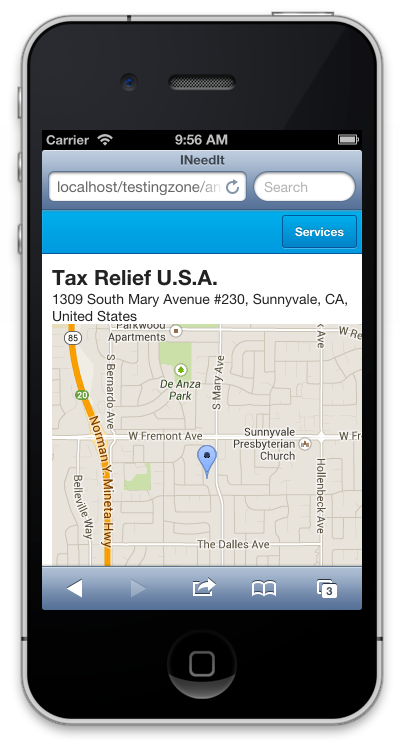 Carrier 9:56 AM
INeedIt
localhost/testingzone/an
Search
Services
Tax Relief U.S.A.
1309 South Mary Avenue #230, Sunnyvale, CA,
United States
Parkwood
Apartments
W Re
85
S Bernardo Ave
S Mary Ave
k Ave
De Anza
Park
20
Norman Y. Mineta Hwy
W Fremont Ave
Sunnyvale
Presbyterian
Church
W Fr
Belleville Way
Hollenbeck Ave
The Dalles Ave
3